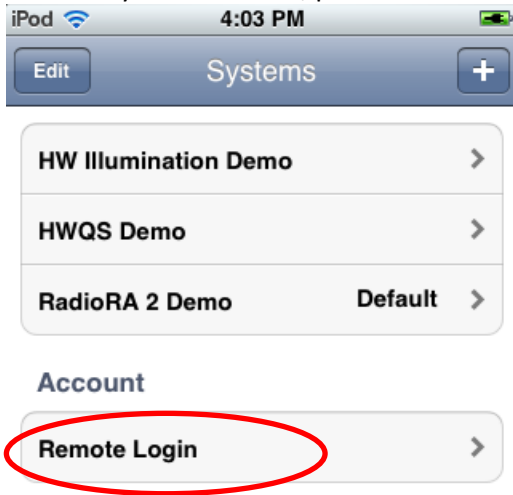 iPod 4:03 PM
Edit Systems +
HW Illumination Demo
HWQS Demo
RadioRA 2 Demo Default
Account
Remote Login